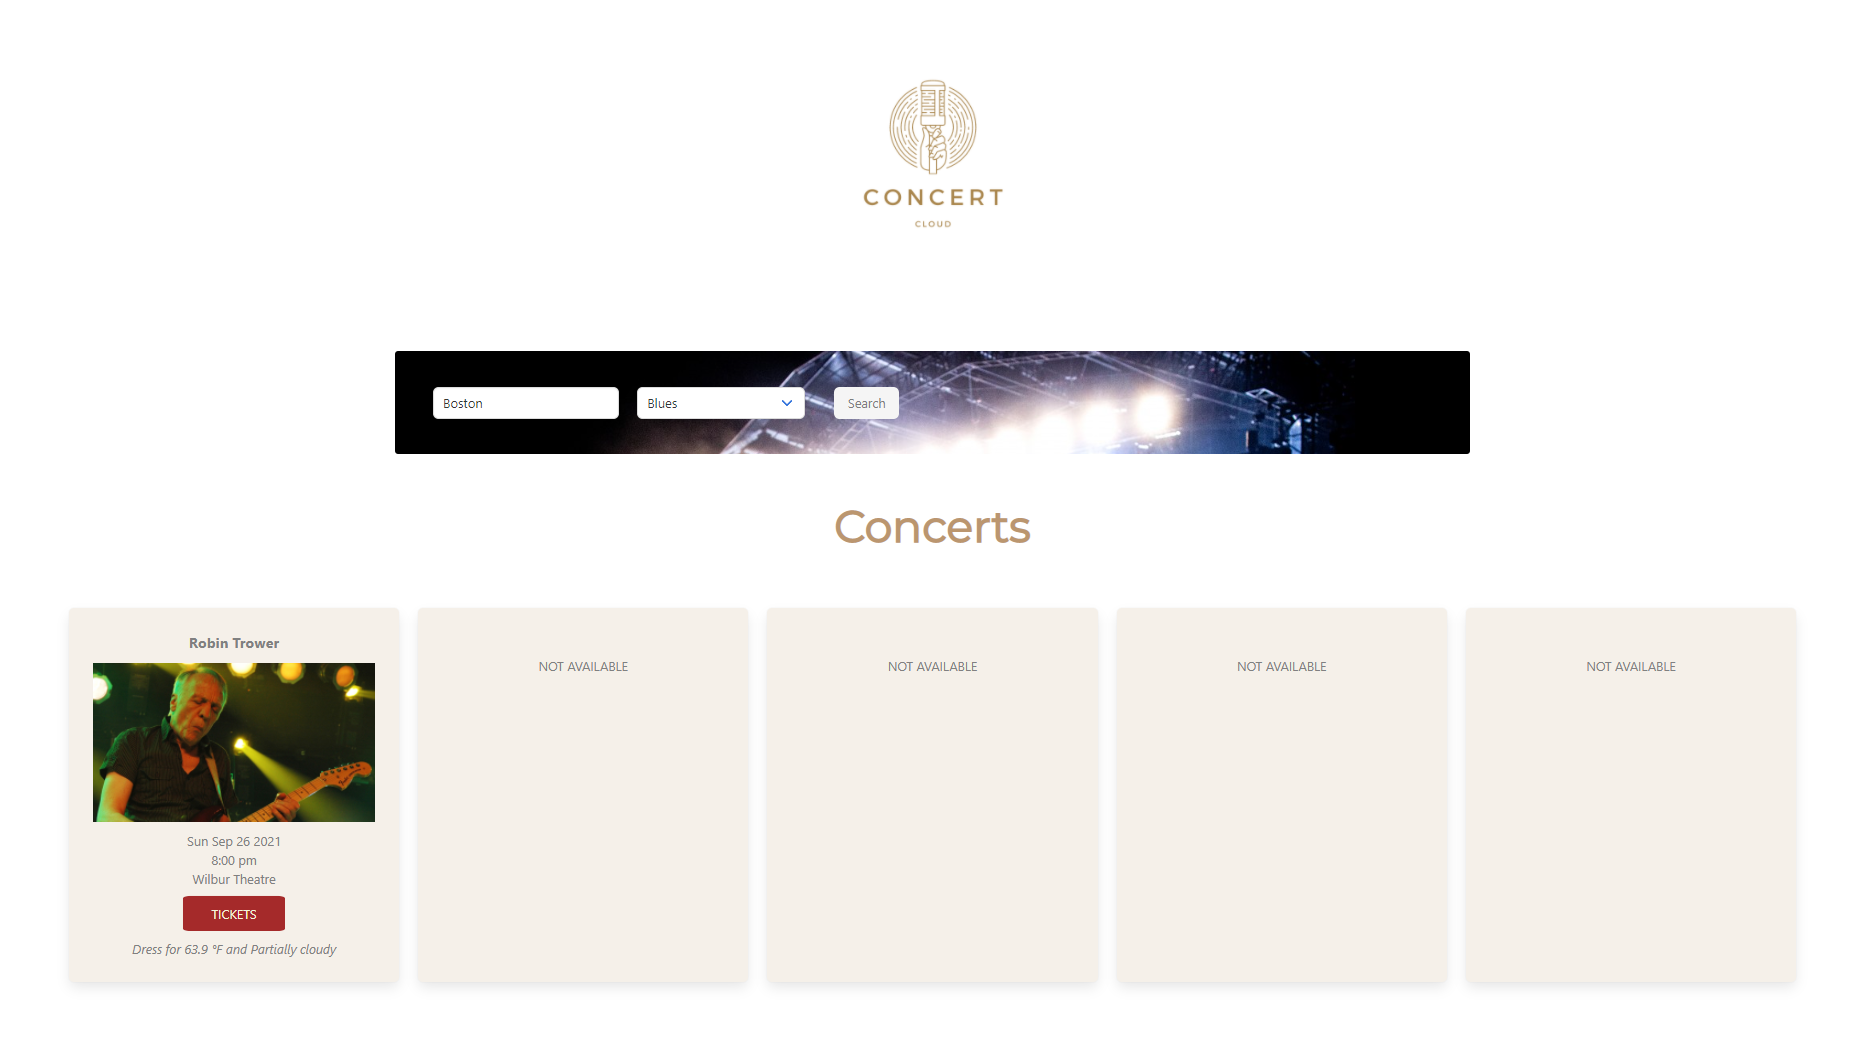 CONCERT
CLOUD
Boston
Blues
Search
Concerts
Robin Trower
Sun Sep 26 2021
8:00 pm
Wilbur Theatre
TICKETS
Dress for 63.9 °F and Partially cloudy
NOT AVAILABLE
NOT AVAILABLE
NOT AVAILABLE
NOT AVAILABLE